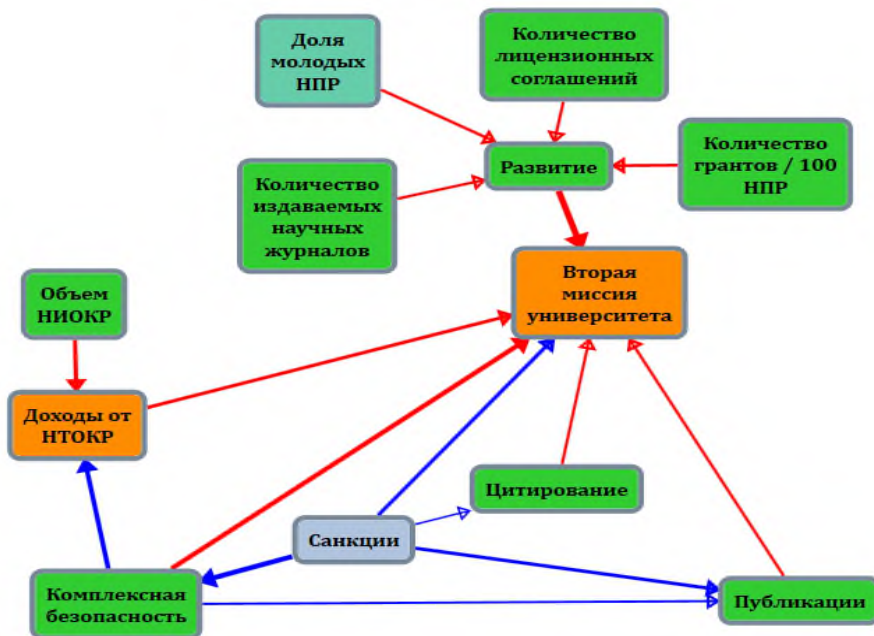 Доля
молодых
НПР
Количество
лицензионных
соглашений
Развитие
Количество
грантов / 100
НПР
Количество
издаваемых
научных
журналов
Вторая
миссия
университета
Объем
НИОКР
Доходы от
НТОКР
Цитирование
Санкции
Комплексная
безопасность
Публикации